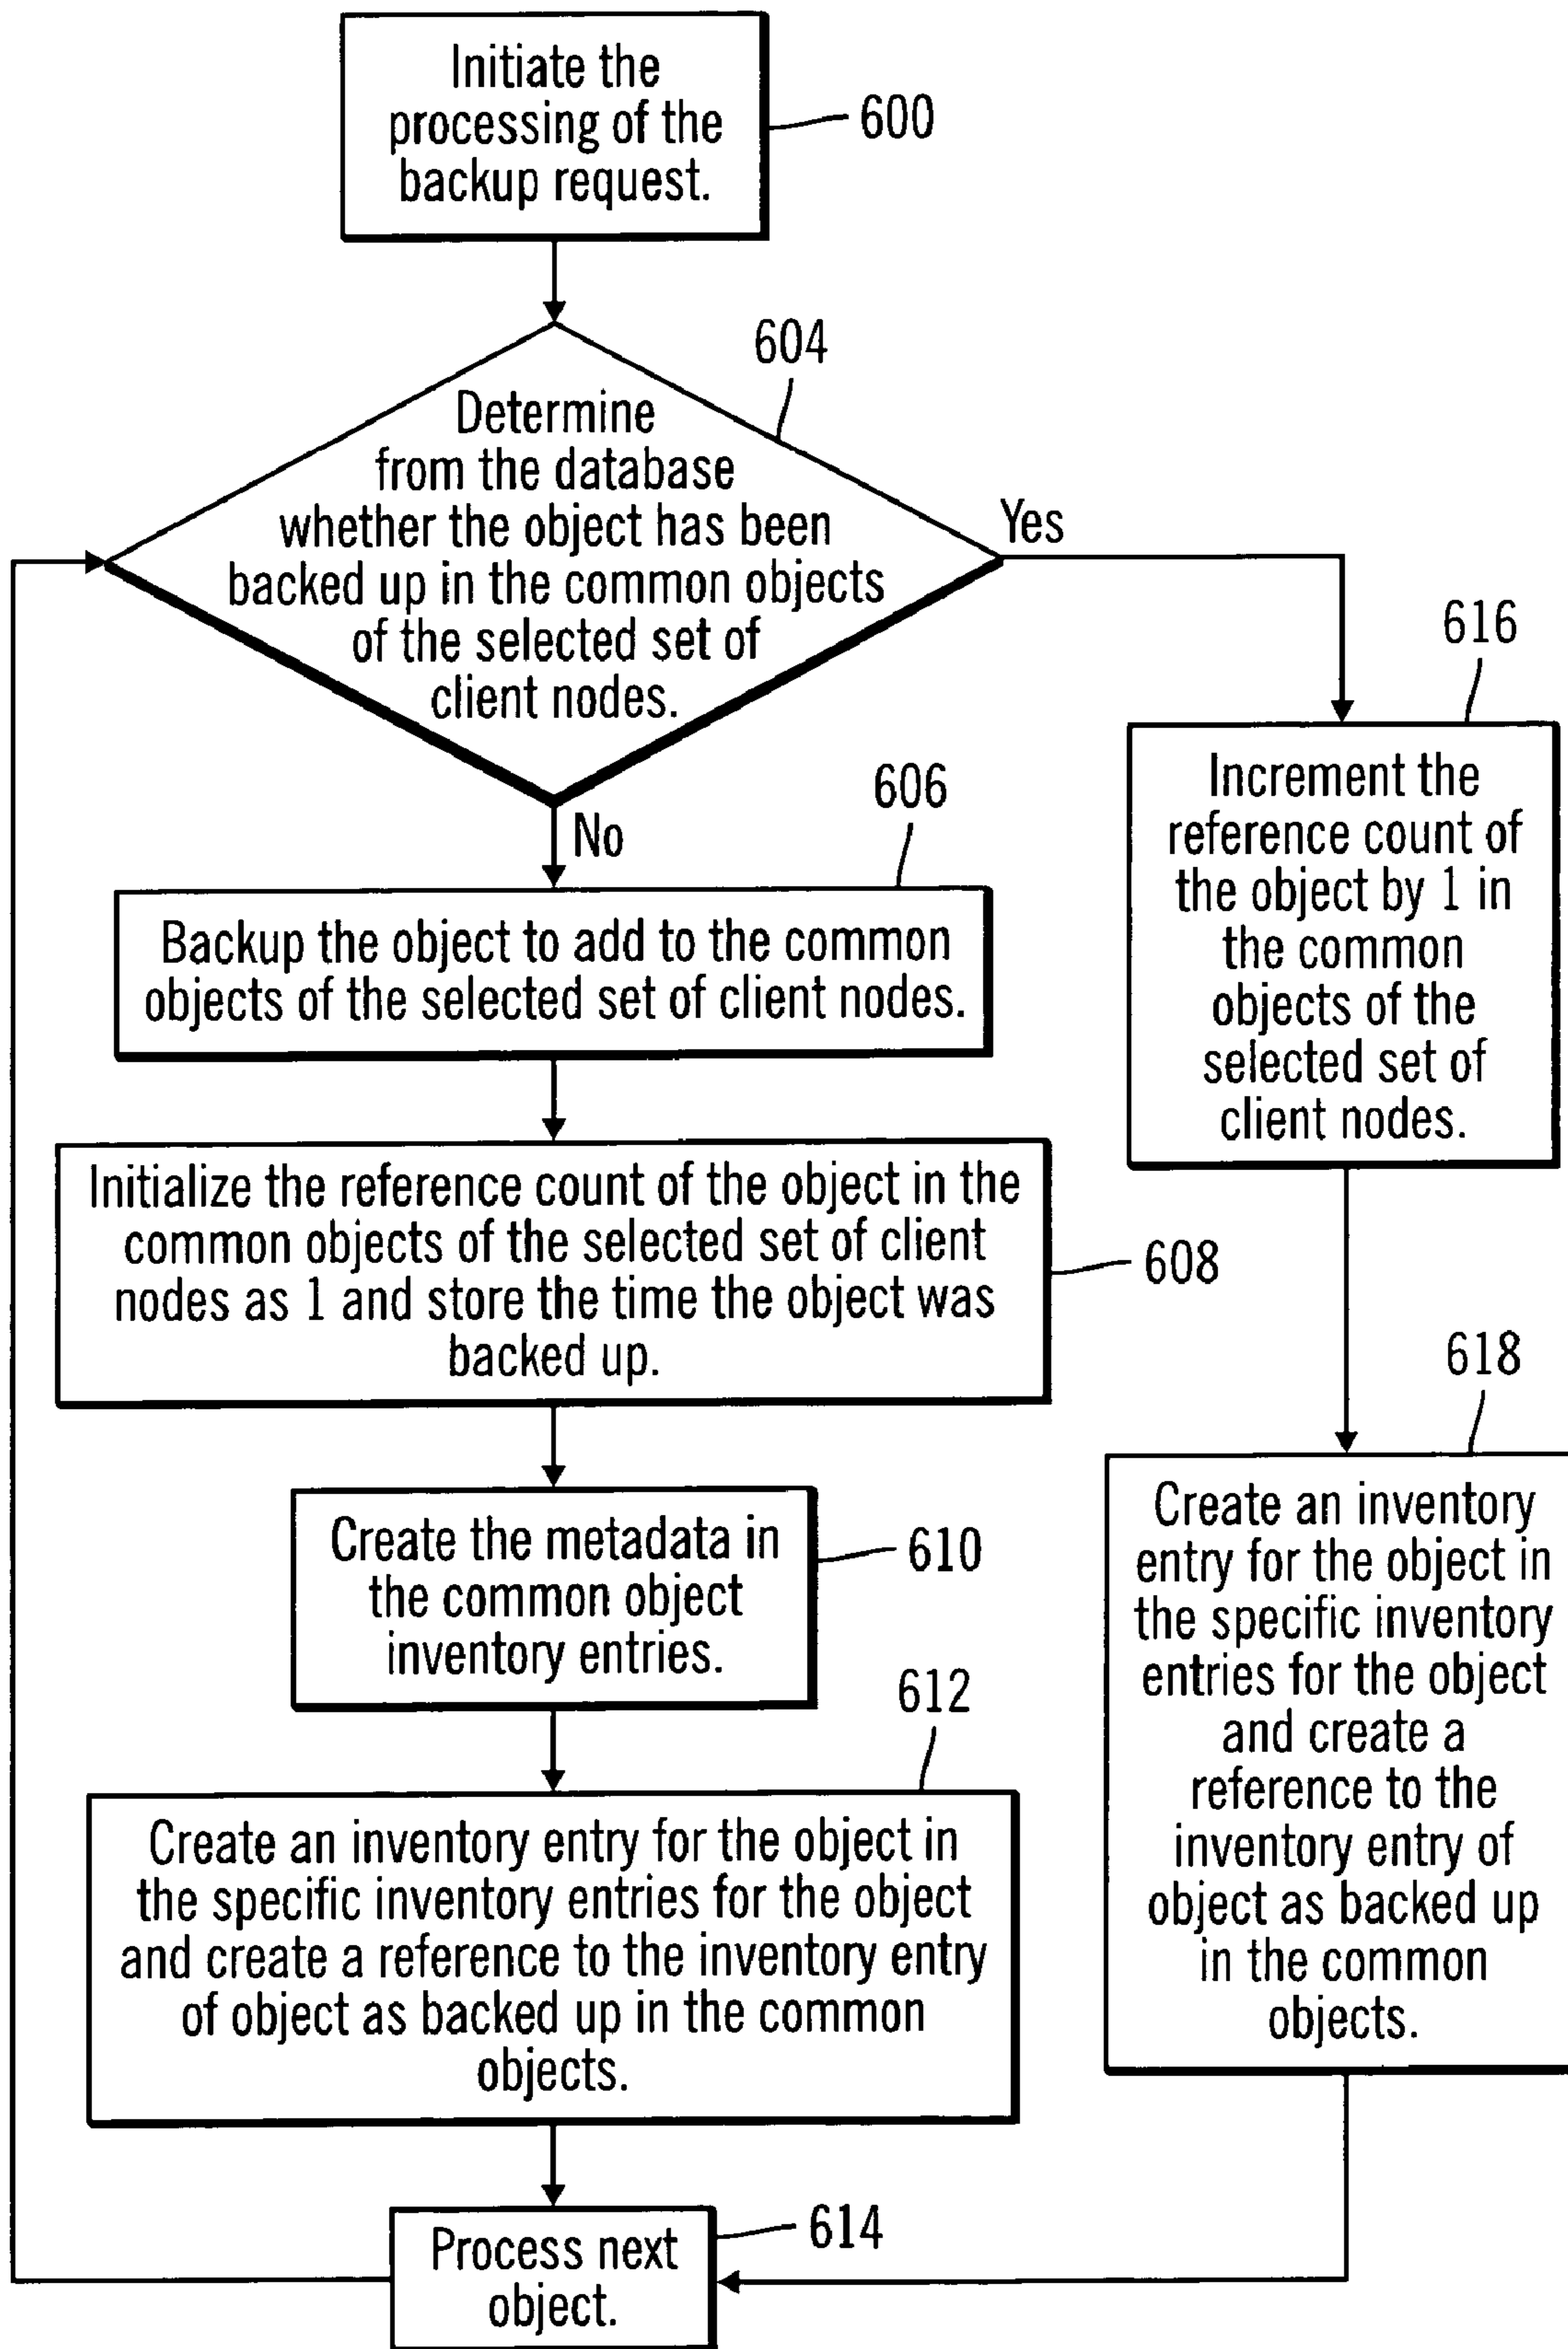 Initiate the
processing of the
backup request.
600
604
Determine
from the database
whether the object has been
backed up in the common objects
of the selected set of
client nodes.
Yes
No
606
Backup the object to add to the common
objects of the selected set of client nodes.
616
Increment the
reference count of
the object by 1 in
the common
objects of the
selected set of
client nodes.
Initialize the reference count of the object in the
common objects of the selected set of client
nodes as 1 and store the time the object was
backed up.
608
Create the metadata in
the common object
inventory entries.
610
618
Create an inventory
entry for the object in
the specific inventory
entries for the object
and create a
reference to the
inventory entry of
object as backed up
in the common
objects.
612
Create an inventory entry for the object in
the specific inventory entries for the object
and create a reference to the inventory entry
of object as backed up in the common
objects.
Process next
object.
614